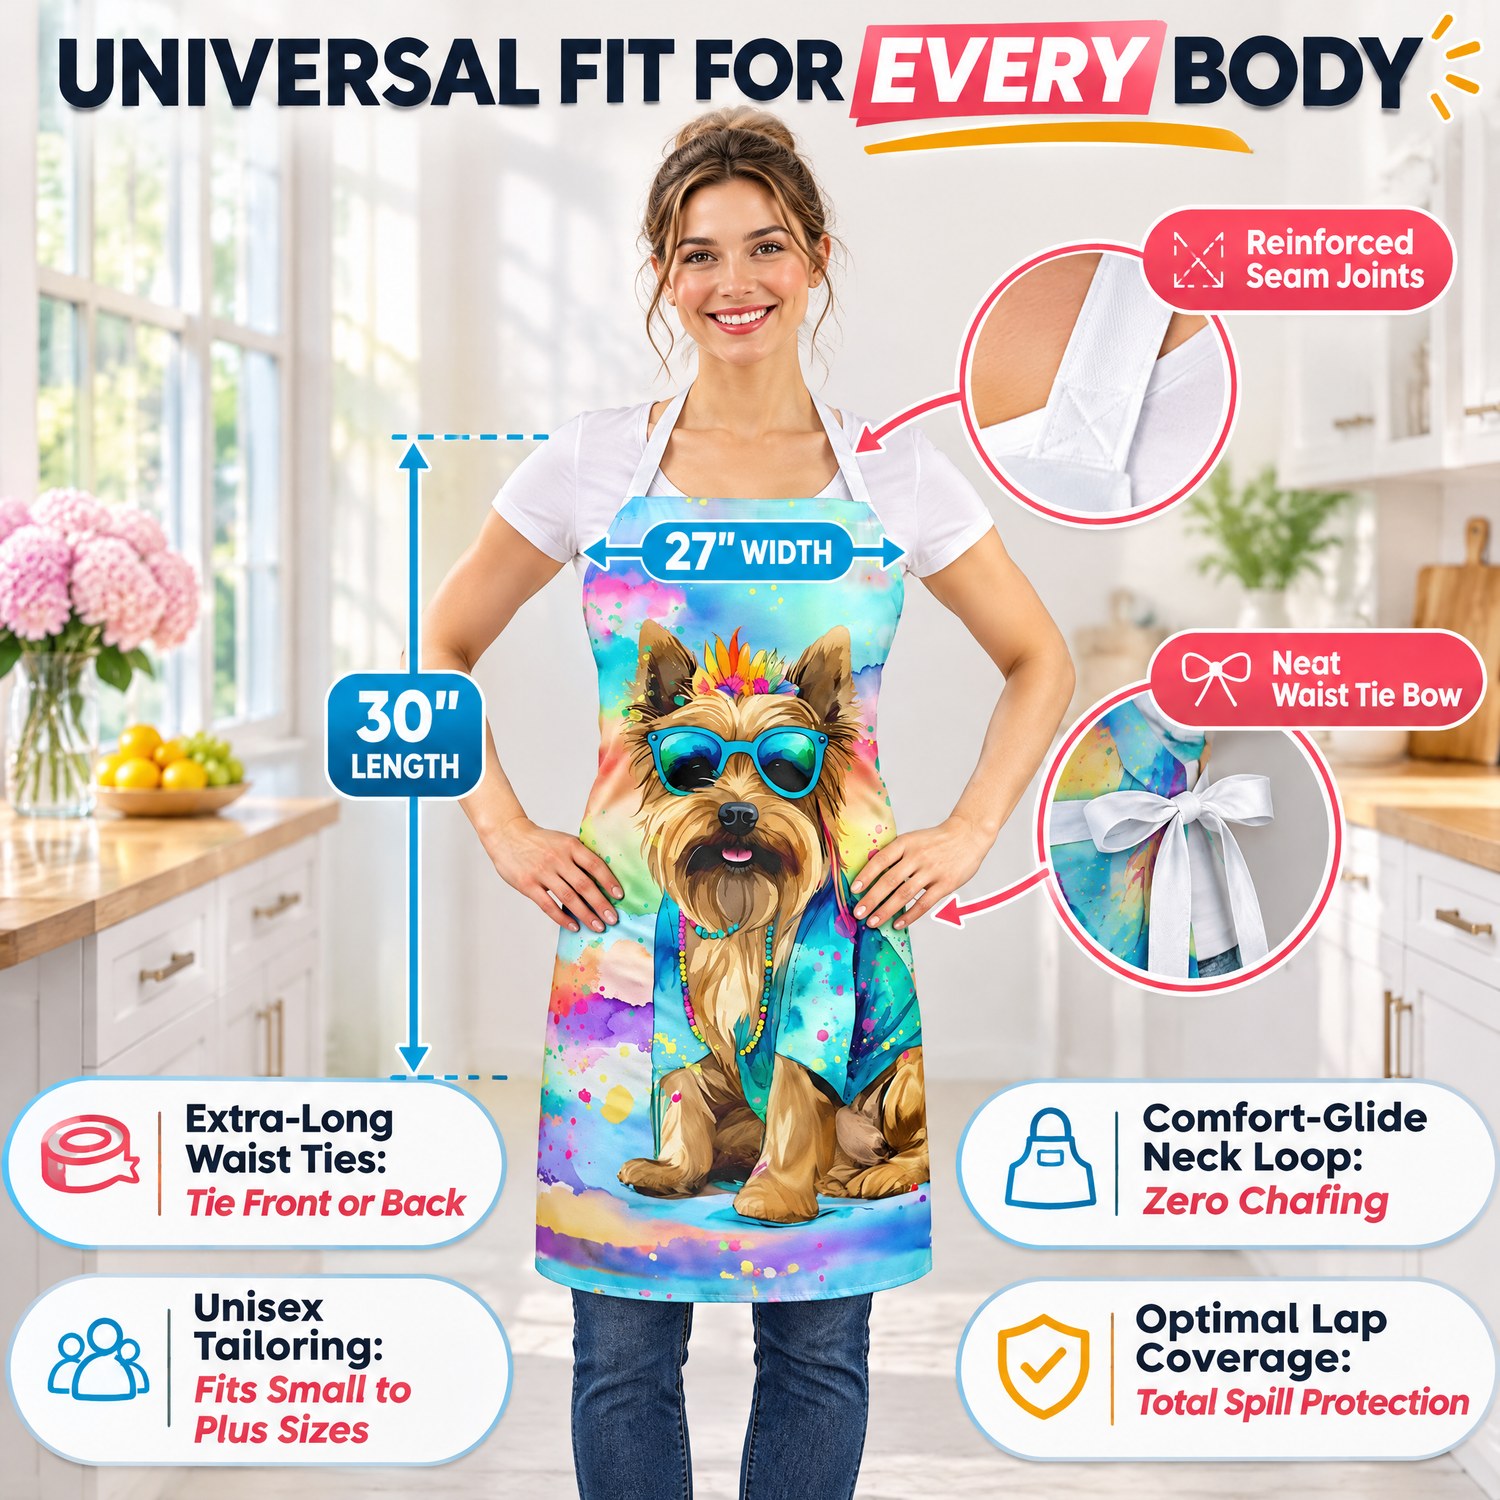 UNIVERSAL FIT FOR EVERY BODY
Reinforced
Seam Joints
27" WIDTH
30"
LENGTH
Neat
Waist Tie Bow
Extra-Long
Waist Ties:
Tie Front or Back
Comfort-Glide
Neck Loop:
Zero Chafing
Unisex
Tailoring:
Fits Small to
Plus Sizes
Optimal Lap
Coverage:
Total Spill Protection